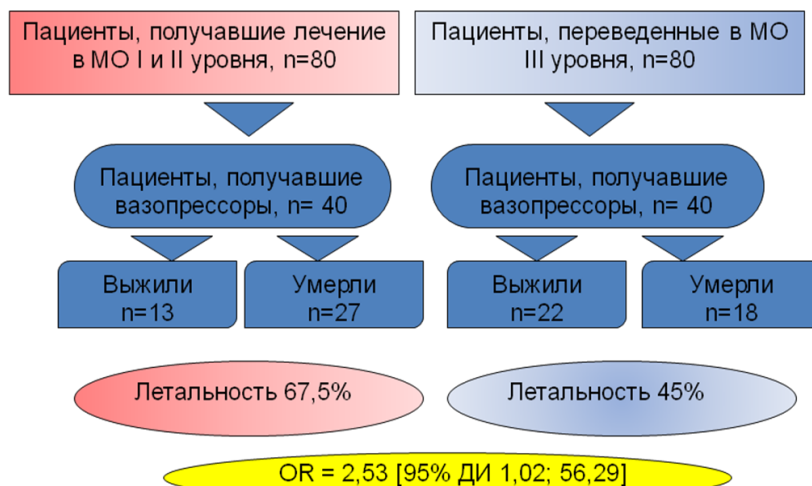 Пациенты, получавшие лечение
в МО I и II уровня, n=80
Пациенты, переведенные в МО
III уровня, n=80
Пациенты, получавшие
вазопрессоры, n= 40
Пациенты, получавшие
вазопрессоры, n= 40
Выжили
n=13
Умерли
n=27
Выжили
n=22
Умерли
n=18
Летальность 67,5%
Летальность 45%
OR = 2,53 [95% ДИ 1,02; 56,29]